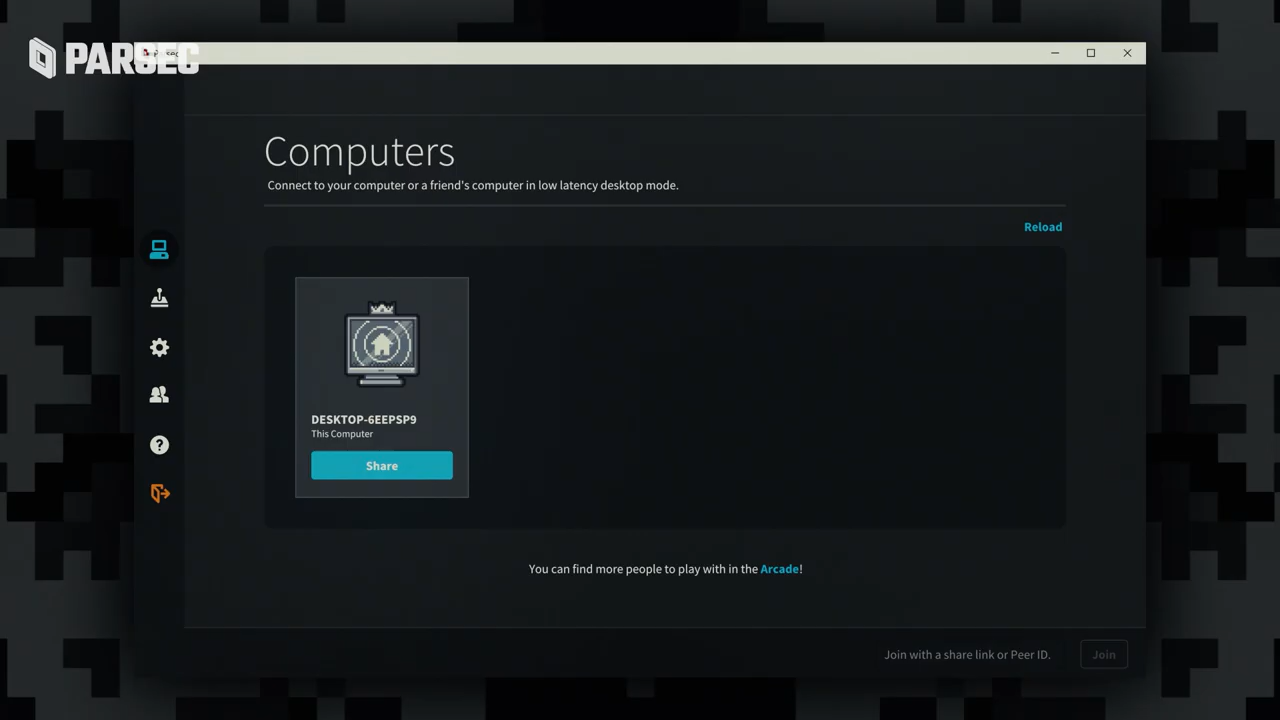 PARSEC
Computers
Connect to your computer or a friend's computer in low latency desktop mode.
Reload
DESKTOP-6EEPSP9
This Computer
Share
You can find more people to play with in the Arcade!
Join with a share link or Peer ID.
Join